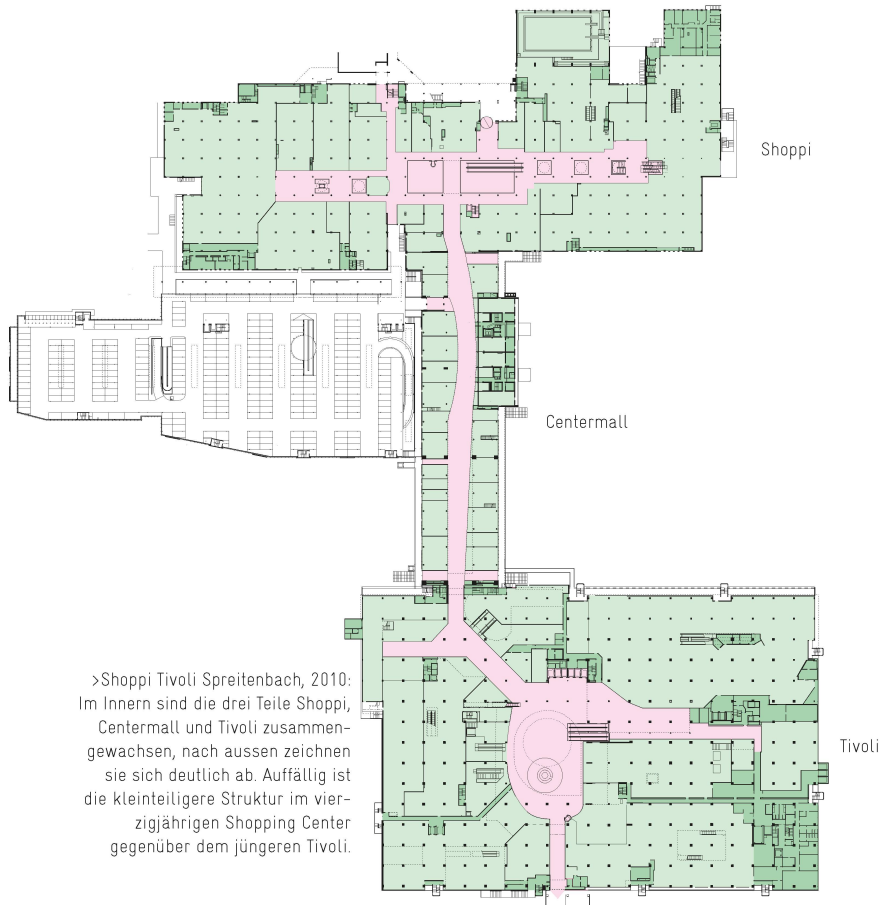 Shoppi
Centermall
>Shoppi Tivoli Spreitenbach, 2010:
Im Innern sind die drei Teile Shoppi,
Centermall und Tivoli zusammen-
gewachsen, nach aussen zeichnen
sie sich deutlich ab. Auffällig ist
die kleinteiligere Struktur im vier-
zigjährigen Shopping Center
gegenüber dem jüngeren Tivoli.
Tivoli